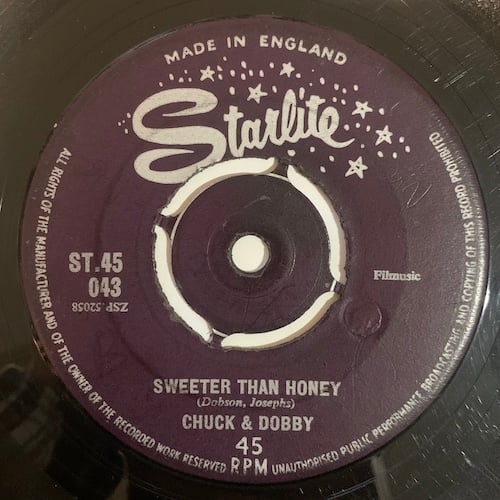 MADE IN ENGLAND
Starlite
ST.45
043
ZSP-52058
Filmusic
SWEETER THAN HONEY
(Dobson, Josephs)
CHUCK & DOBBY
45
RPM
ALL RIGHTS OF THE MANUFACTURER AND OF THE OWNER OF THE RECORDED WORK RESERVED
UNAUTHORISED PUBLIC PERFORMANCE BROADCASTING AND COPYING OF THIS RECORD PROHIBITED